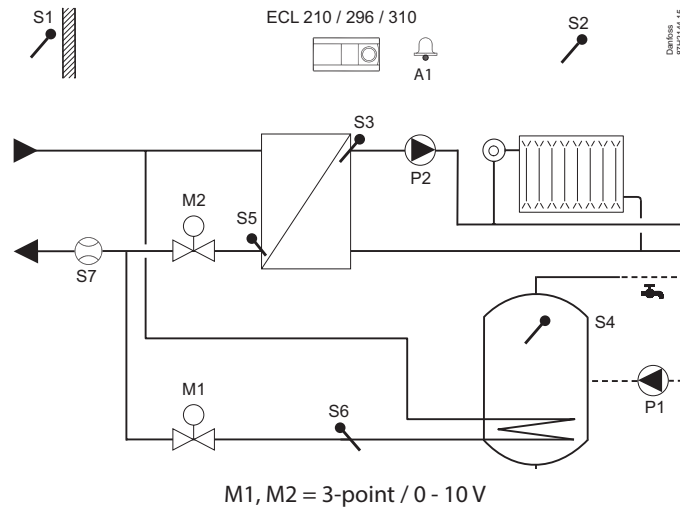 S1
ECL 210 / 296 / 310
A1
S2
Danfoss
S3
P2
M2
S5
S7
S4
M1
S6
P1
M1, M2 = 3-point / 0 - 10 V